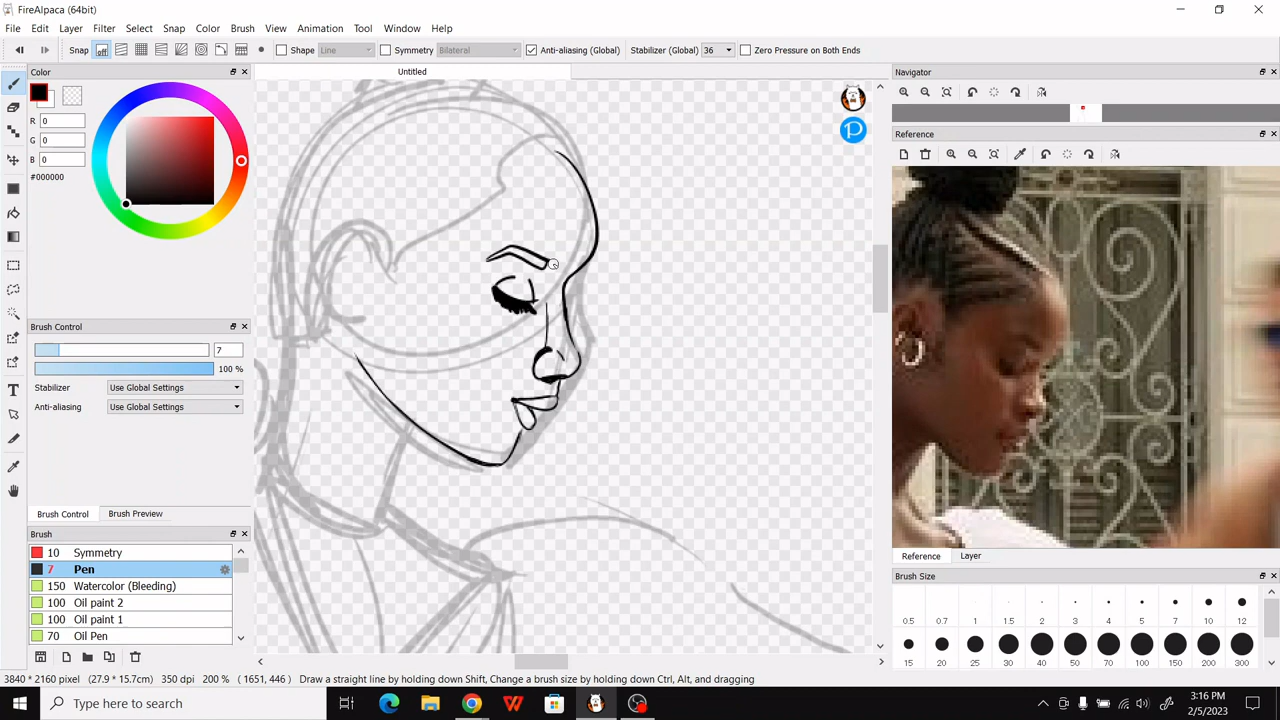 FireAlpaca (64bit)
File Edit Layer Filter Select Snap Color Brush View Animation Tool Window Help
Snap Shape Line Symmetry Bilateral Anti-aliasing (Global) Stabilizer (Global) 36 Zero Pressure on Both Ends
Color
Untitled
Navigator
R 0
G 0
B 0
#000000
Reference
Brush Control
7
100 %
Stabilizer Use Global Settings
Anti-aliasing Use Global Settings
Brush Control Brush Preview
Brush
10 Symmetry
7 Pen
150 Watercolor (Bleeding)
100 Oil paint 2
100 Oil paint 1
70 Oil Pen
Reference Layer
Brush Size
0.5 0.7 1 1.5 2 3 4 5 7 10 12
15 20 25 30 40 50 70 100 150 200 300
3840 * 2160 pixel (27.9 * 15.7cm) 350 dpi 200 % (1651, 446) Draw a straight line by holding down Shift, Change a brush size by holding down Ctrl, Alt, and dragging
Type here to search
3:16 PM
2/5/2023